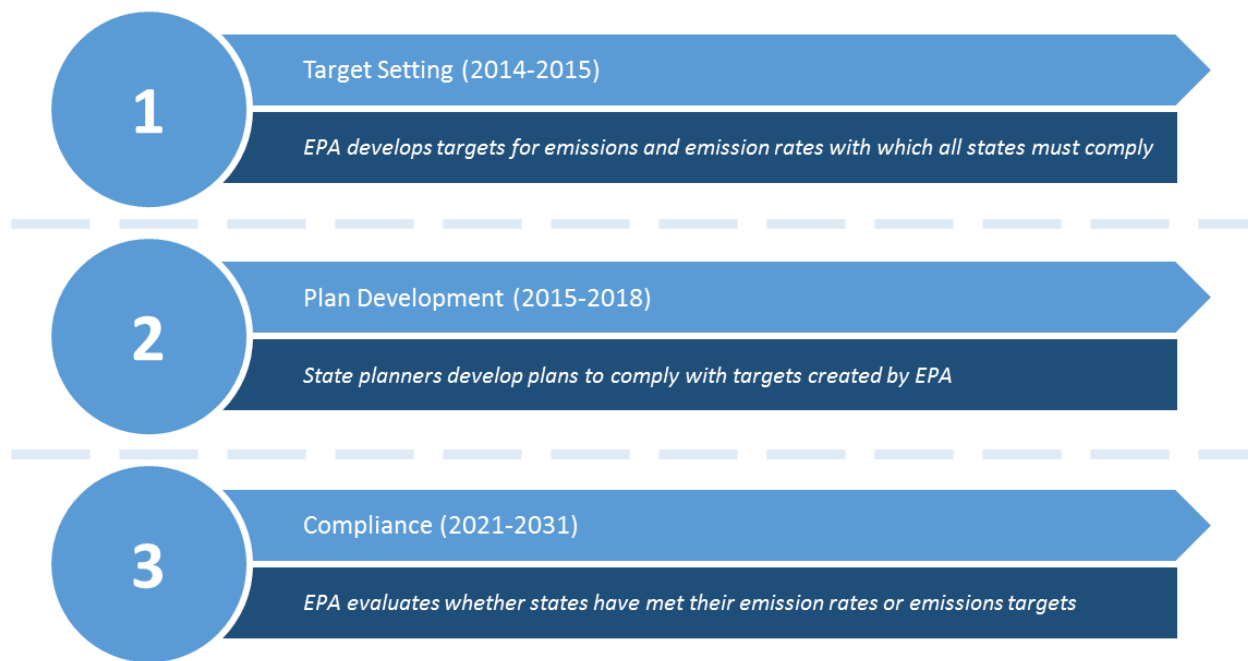 1
Target Setting (2014-2015)
EPA develops targets for emissions and emission rates with which all states must comply
2
Plan Development (2015-2018)
State planners develop plans to comply with targets created by EPA
3
Compliance (2021-2031)
EPA evaluates whether states have met their emission rates or emissions targets